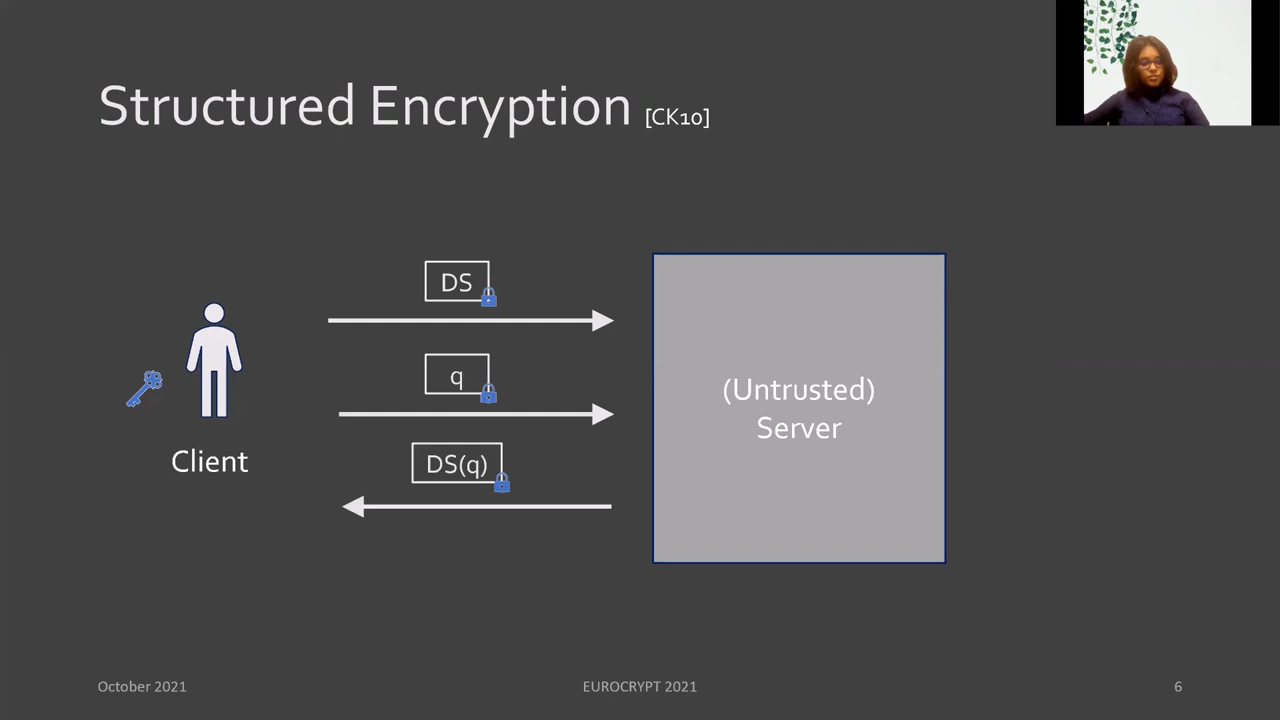 Structured Encryption [CK10]
DS
q
DS(q)
Client
(Untrusted)
Server
October 2021
EUROCRYPT 2021
6